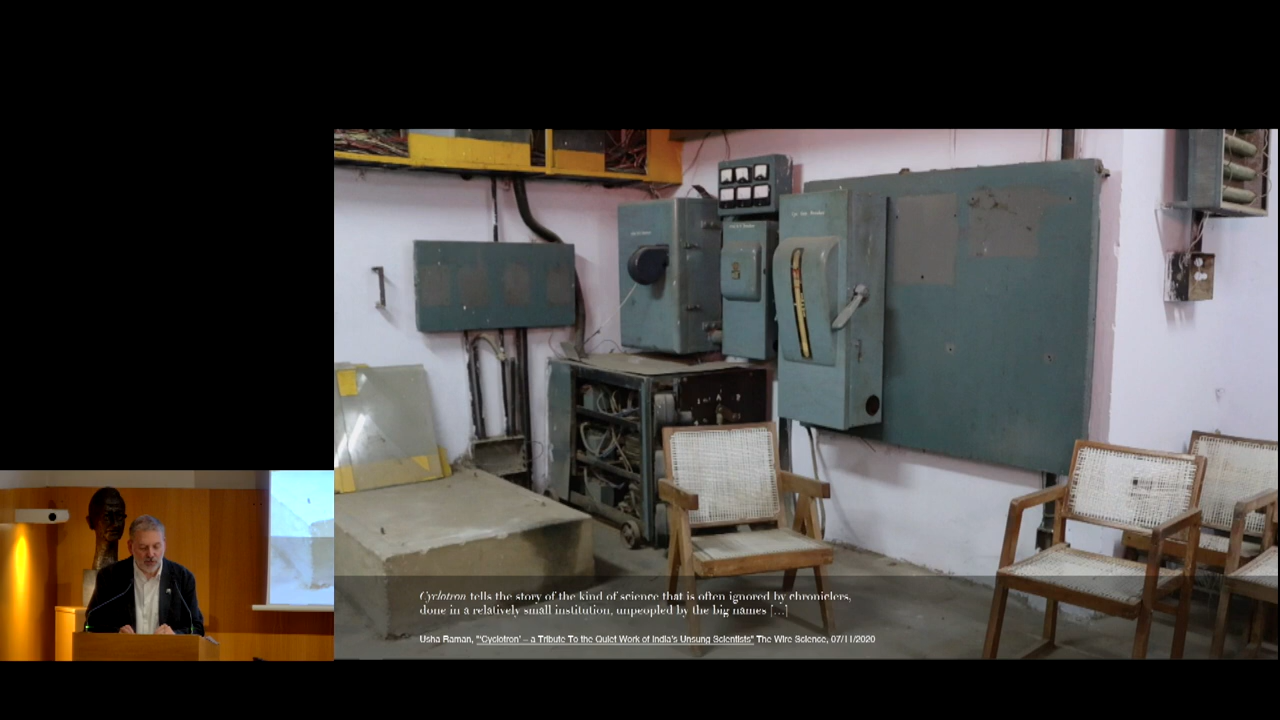 Cyclotron tells the story of the kind of science that is often ignored by chroniclers,
done in a relatively small institution, unpeopled by the big names [...]
Usha Raman, "'Cyclotron' – a Tribute To the Quiet Work of India's Unsung Scientists" The Wire Science, 07/11/2020